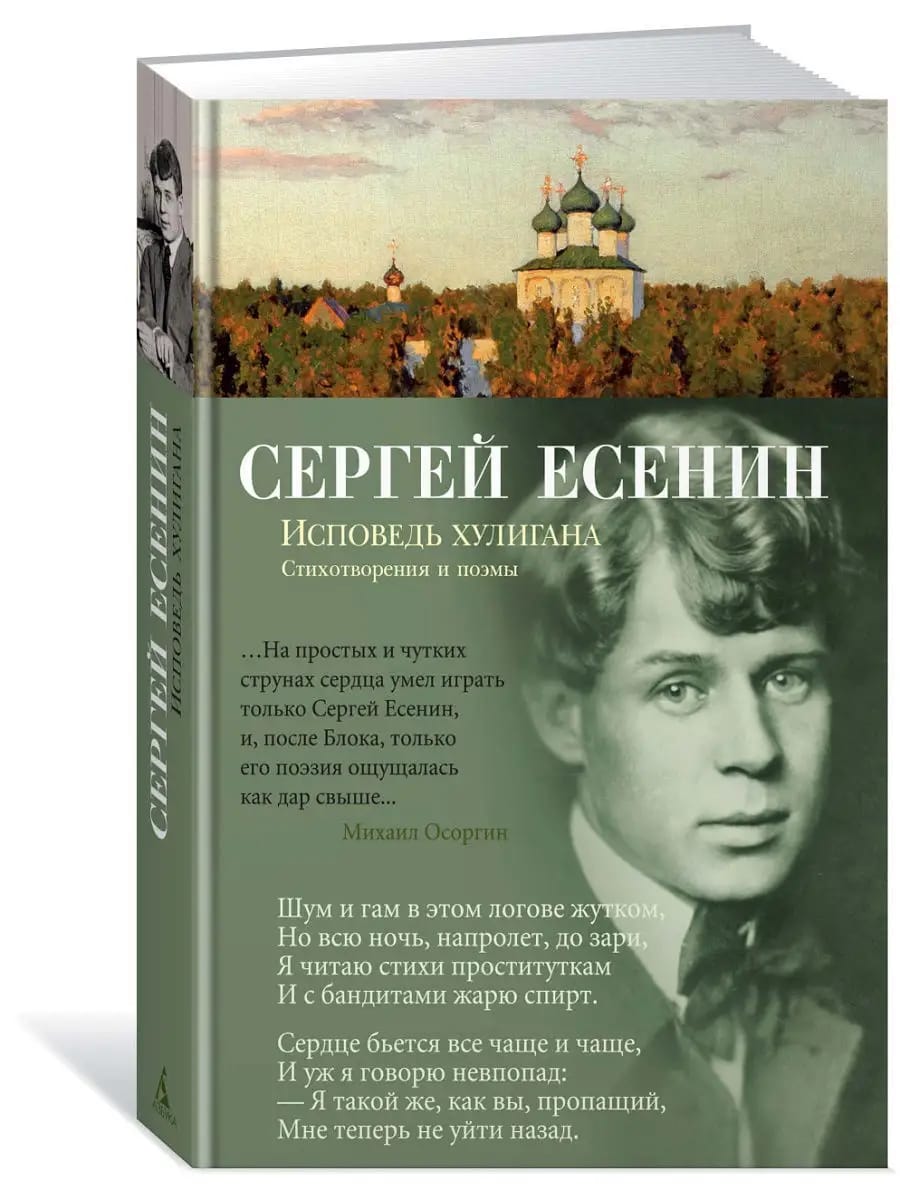 СЕРГЕЙ ЕСЕНИН
ИСПОВЕДЬ ХУЛИГАНА
Стихотворения и поэмы
…На простых и чутких
струнах сердца умел играть
только Сергей Есенин,
и, после Блока, только
его поэзия ощущалась
как дар свыше...
Михаил Осоргин
Шум и гам в этом логове жутком,
Но всю ночь, напролет, до зари,
Я читаю стихи проституткам
И с бандитами жарю спирт.
Сердце бьется все чаще и чаще,
И уж я говорю невпопад:
— Я такой же, как вы, пропащий,
Мне теперь не уйти назад.
СЕРГЕЙ ЕСЕНИН
ИСПОВЕДЬ ХУЛИГАНА
АЗБУКА